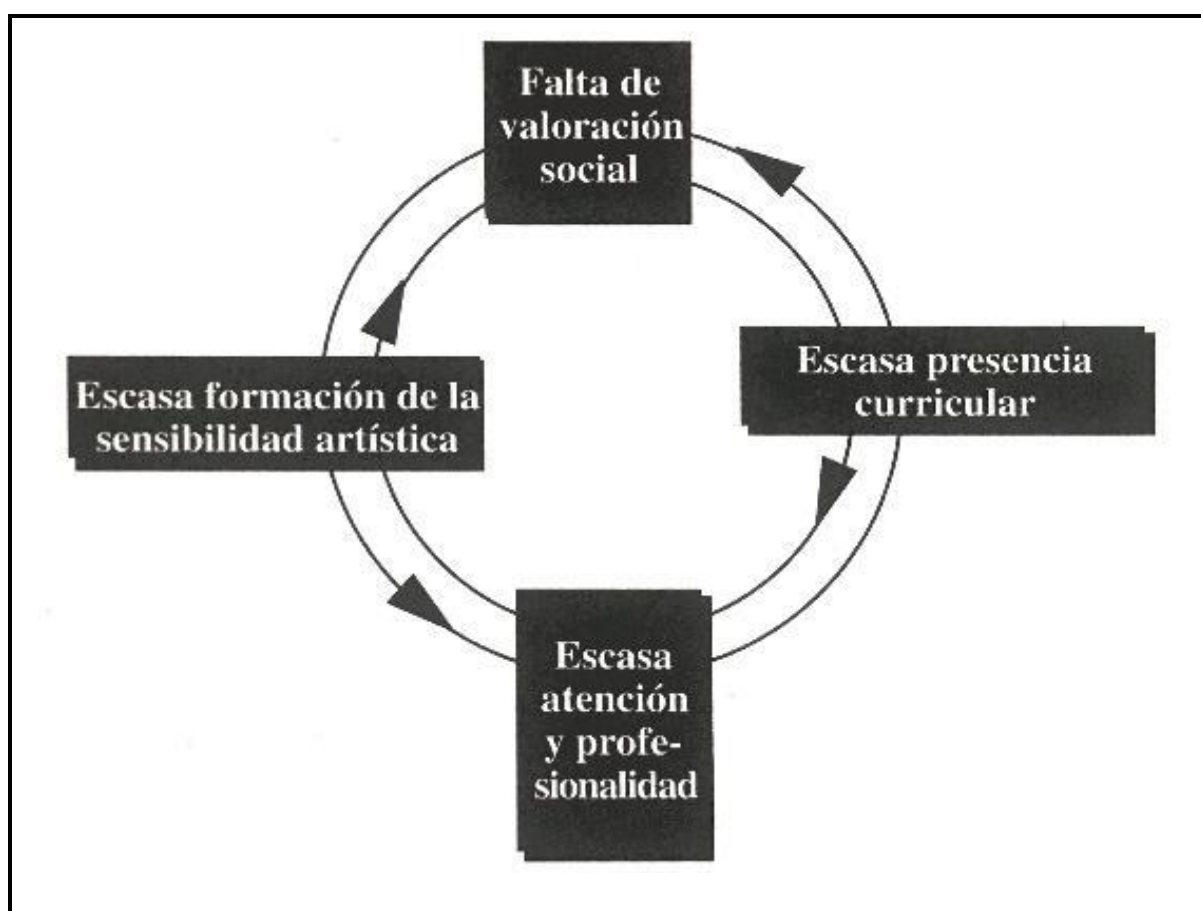 Falta de
valoración
social
Escasa formación de la
sensibilidad artística
Escasa presencia
curricular
Escasa
atención
y profe-
sionalidad